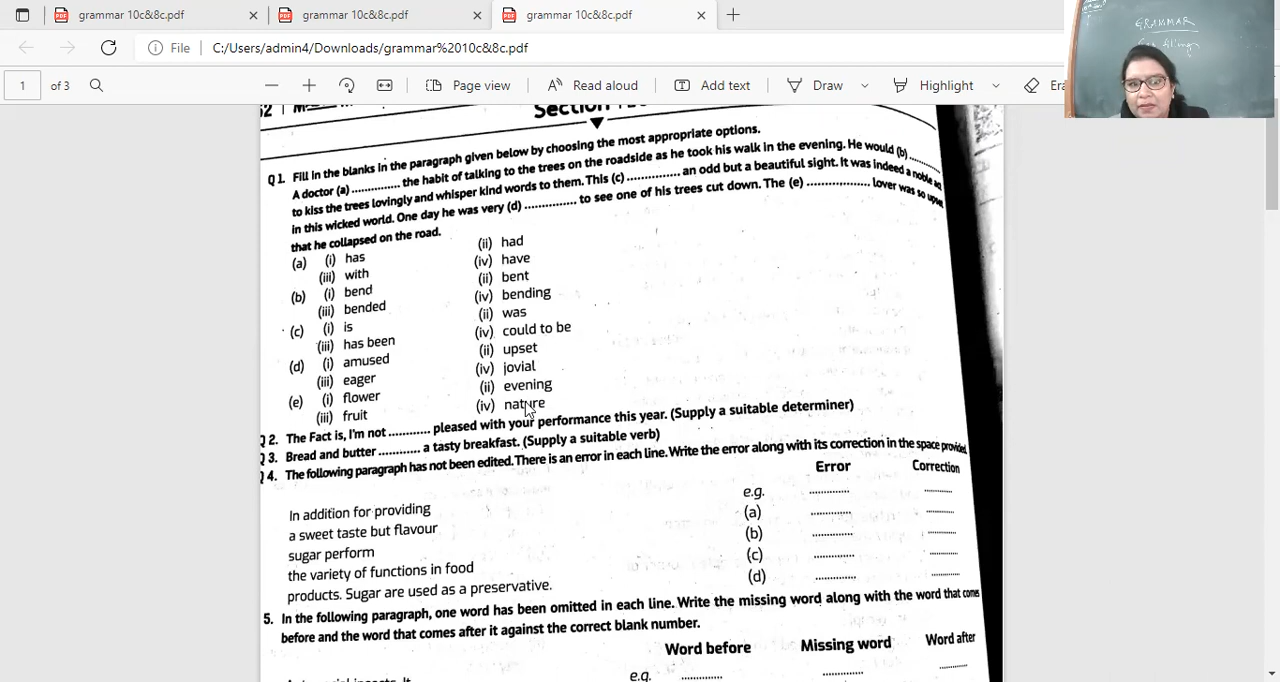 grammar 10c&8c.pdf
grammar 10c&8c.pdf
grammar 10c&8c.pdf
File C:/Users/admin4/Downloads/grammar%2010c&8c.pdf
1 of 3 Page view Read aloud Add text Draw Highlight
GRAMMAR
Q 1. Fill in the blanks in the paragraph given below by choosing the most appropriate options.
A doctor (a) .............. the habit of talking to the trees on the roadside as he took his walk in the evening. He would (b) ..........
to kiss the trees lovingly and whisper kind words to them. This (c) ............... an odd but a beautiful sight. It was indeed a noble
in this wicked world. One day he was very (d) ............... to see one of his trees cut down. The (e) .................. lover was so
that he collapsed on the road.
(a) (i) has (ii) had
(iii) with (iv) have
(b) (i) bend (ii) bent
(iii) bended (iv) bending
(c) (i) is (ii) was
(iii) has been (iv) could to be
(d) (i) amused (ii) upset
(iii) eager (iv) jovial
(e) (i) flower (ii) evening
(iii) fruit (iv) nature
Q 2. The Fact is, I'm not ............ pleased with your performance this year. (Supply a suitable determiner)
Q 3. Bread and butter ............ a tasty breakfast. (Supply a suitable verb)
Q 4. The following paragraph has not been edited. There is an error in each line. Write the error along with its correction in the space provided.
Error Correction
e.g. ............. .........
In addition for providing (a) ............. .........
a sweet taste but flavour (b) ............. .........
sugar perform (c) ............. .........
the variety of functions in food (d) ............. .........
products. Sugar are used as a preservative.
5. In the following paragraph, one word has been omitted in each line. Write the missing word along with the word that comes
before and the word that comes after it against the correct blank number.
Word before Missing word Word after
e.g. ............. ............. .........